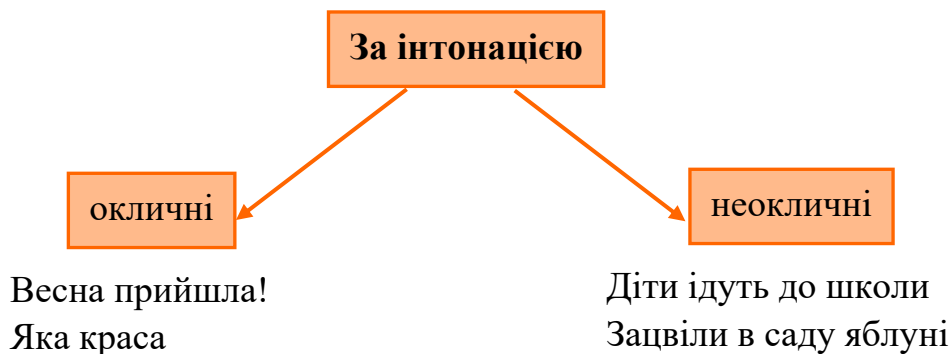 За інтонацією
окличні
неокличні
Весна прийшла!
Яка краса
Діти ідуть до школи
Зацвіли в саду яблуні